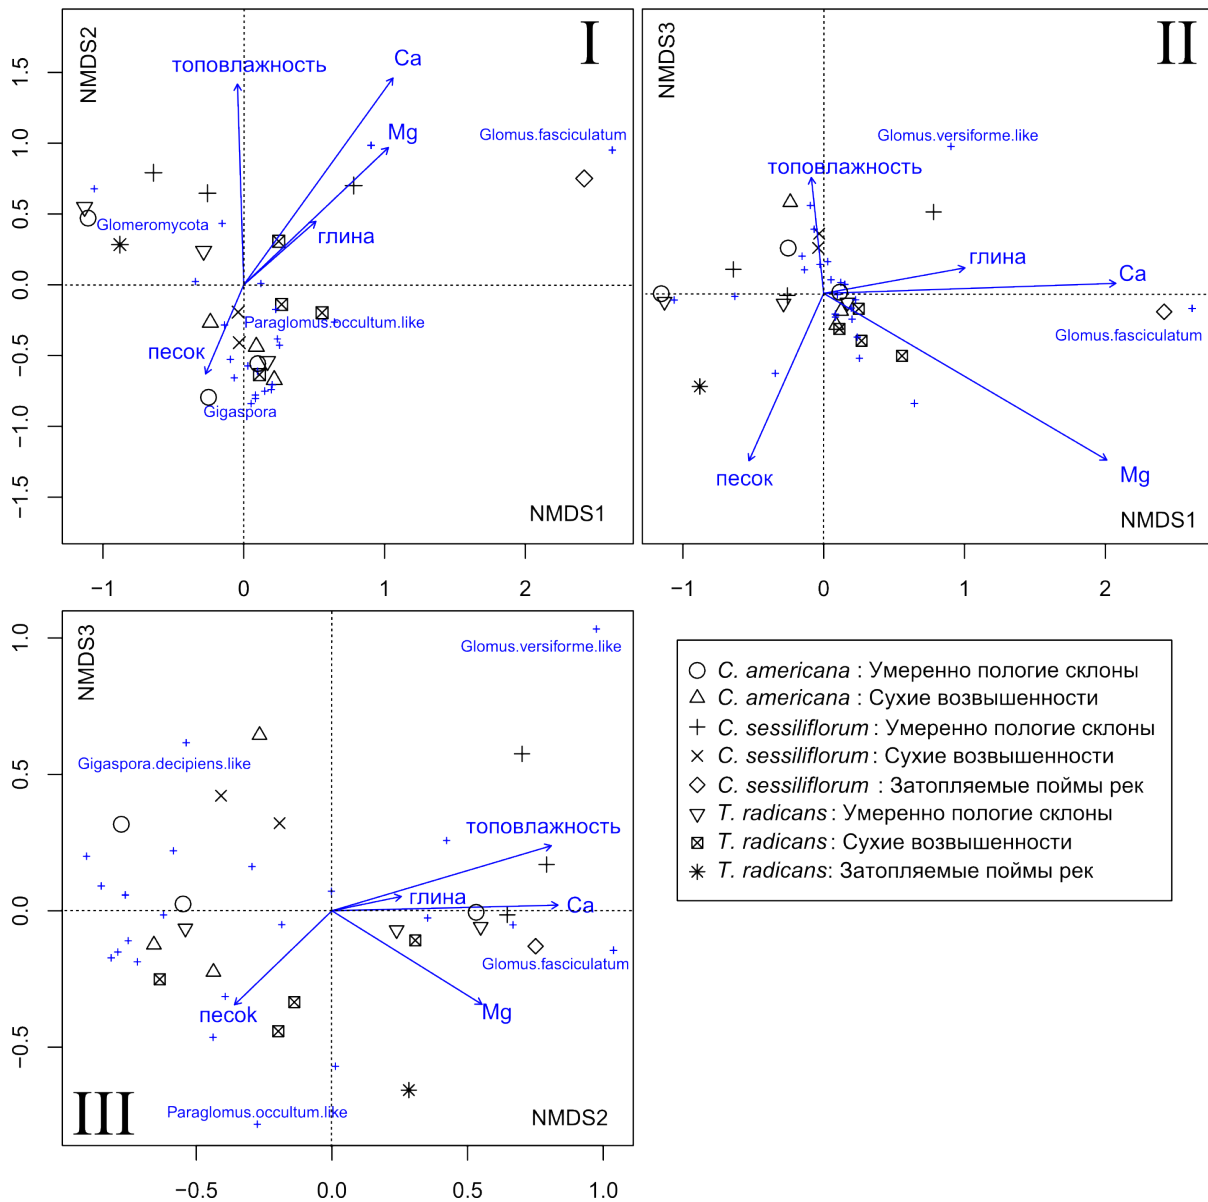 NMDS2
I
топовлажность
Ca
Mg
Glomus.fasciculatum
Glomeromycota
глина
Paraglomus.occultum.like
песок
Gigaspora
NMDS1
1.5
1.0
0.5
0.0
−0.5
−1.0
−1.5
−1
0
1
2
NMDS3
II
Glomus.versiforme.like
топовлажность
глина
Ca
Glomus.fasciculatum
песок
Mg
NMDS1
−1
0
1
2
NMDS3
Glomus.versiforme.like
Gigaspora.decipiens.like
топовлажность
глина
Ca
Glomus.fasciculatum
песок
Mg
III
Paraglomus.occultum.like
NMDS2
1.0
0.5
0.0
−0.5
−0.5
0.0
0.5
1.0
C. americana : Умеренно пологие склоны
C. americana : Сухие возвышенности
C. sessiliflorum : Умеренно пологие склоны
C. sessiliflorum : Сухие возвышенности
C. sessiliflorum : Затопляемые поймы рек
T. radicans : Умеренно пологие склоны
T. radicans : Сухие возвышенности
T. radicans: Затопляемые поймы рек